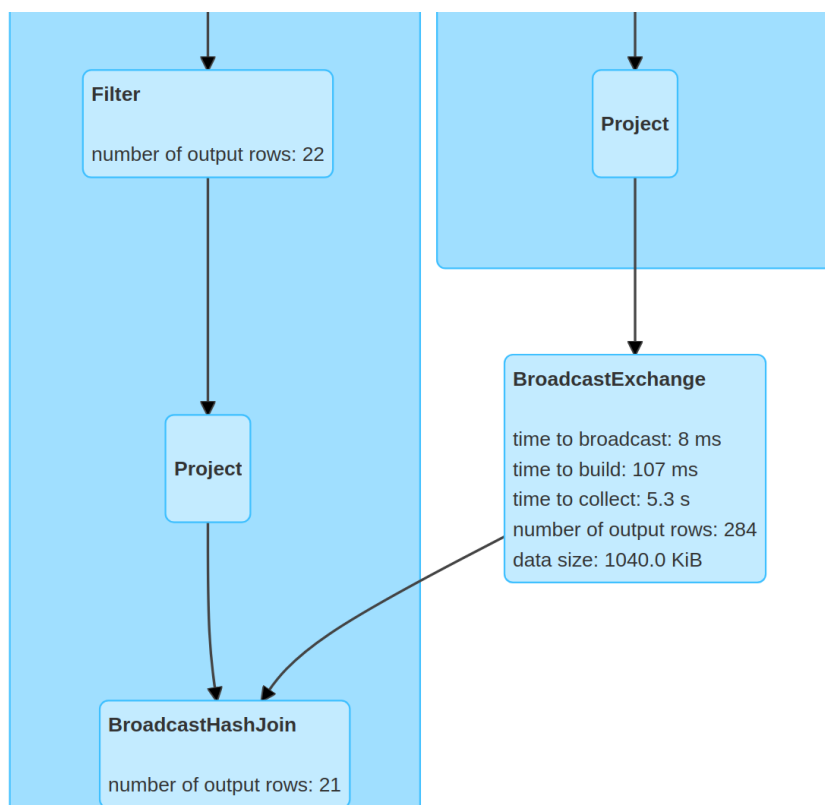 Filter
number of output rows: 22
Project
Project
BroadcastExchange
time to broadcast: 8 ms
time to build: 107 ms
time to collect: 5.3 s
number of output rows: 284
data size: 1040.0 KiB
BroadcastHashJoin
number of output rows: 21